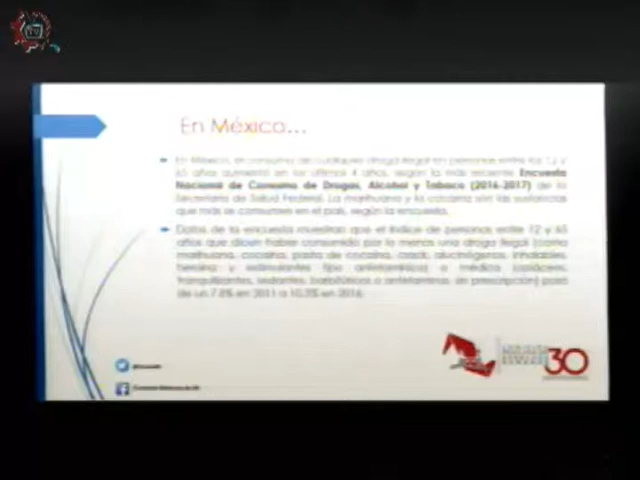 En México...
En México, el consumo de cualquier droga ilegal en personas entre los 12 y
65 años aumentó en los últimos 4 años, según la más reciente Encuesta
Nacional de Consumo de Drogas, Alcohol y Tabaco (2016-2017) de la
Secretaría de Salud Federal. La marihuana y la cocaína son las sustancias
que más se consumen en el país, según la encuesta.
Datos de la encuesta muestran que el índice de personas entre 12 y 65
años que dicen haber consumido por lo menos una droga ilegal (como
marihuana, cocaína, pasta de cocaína, crack, alucinógenos, inhalables,
heroína y estimulantes tipo anfetamínico) o médica (opiáceos,
tranquilizantes, sedantes, barbitúricos o anfetaminas, sin prescripción) pasó
de un 7.8% en 2011 a 10.3% en 2016.
30